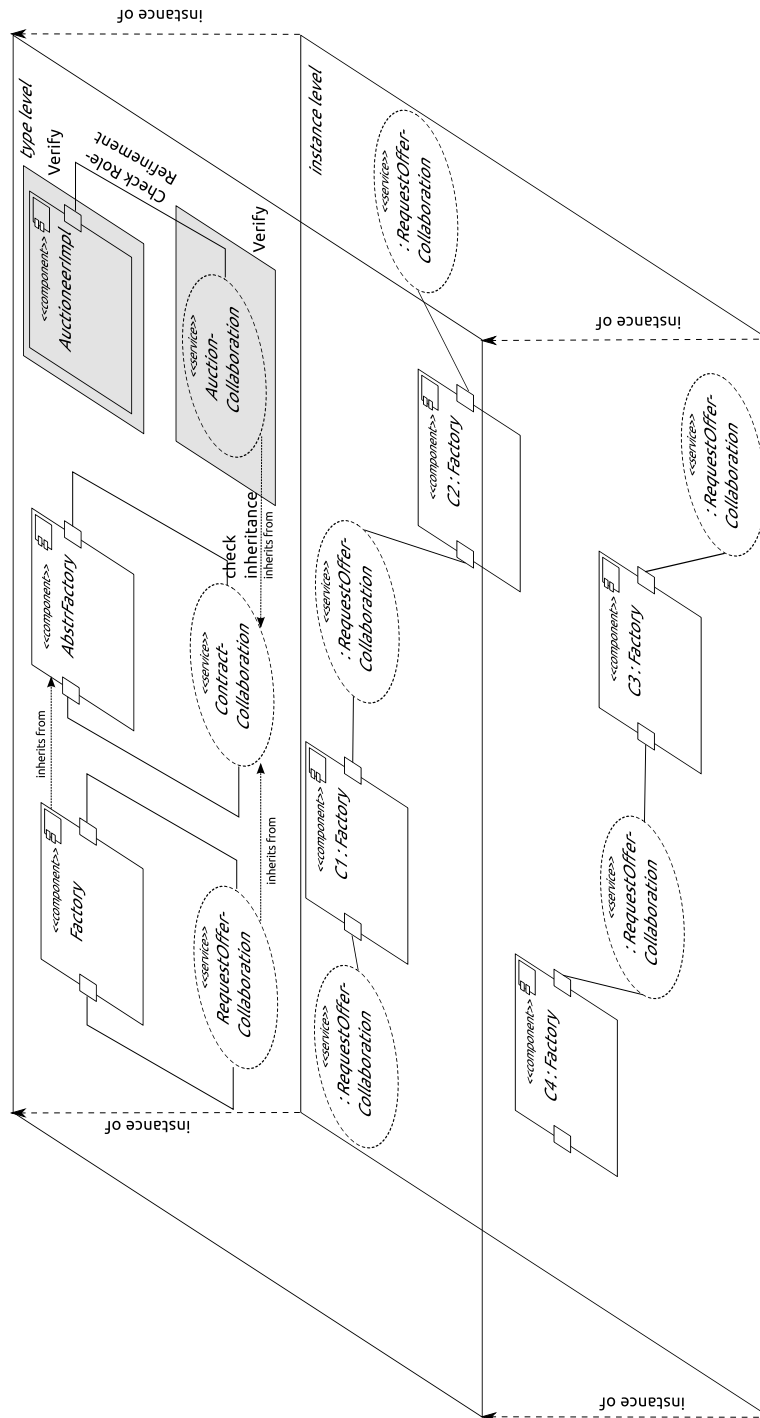 instance of
type level
Verify
<<component>>
AuctioneerImpl
Check Role-
Refinement
Verify
<<service>>
Auction-
Collaboration
check
inheritance
inherits from
<<component>>
AbstrFactory
<<service>>
Contract-
Collaboration
inherits from
<<component>>
Factory
inherits from
<<service>>
RequestOffer-
Collaboration
instance of
instance level
<<service>>
: RequestOffer-
Collaboration
<<component>>
C2 : Factory
<<service>>
: RequestOffer-
Collaboration
<<component>>
C1 : Factory
<<service>>
: RequestOffer-
Collaboration
instance of
<<service>>
: RequestOffer-
Collaboration
<<component>>
C3 : Factory
<<service>>
: RequestOffer-
Collaboration
<<component>>
C4 : Factory
instance of